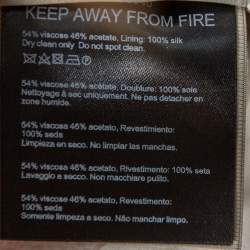 KEEP AWAY FROM FIRE
54% viscose 46% acetate, Lining: 100% silk
Dry clean only Do not spot clean.
54% viscose 46% acetato, Doublure: 100% soie
Nettoyage à sec uniquement. Ne pas detacher en
zone humide.
54% viscose 46% acetato, Revestimiento:
100% seda
Limpieza en seco. No limpiar las manchas.
54% viscose 46% acetato, Rivestimento: 100% seta
Lavaggio a secco. Non macchiare pulito.
54% viscose 46% acetato, Revestimento:
100% seda
Somente limpeza a seco. Não manchar limpo.